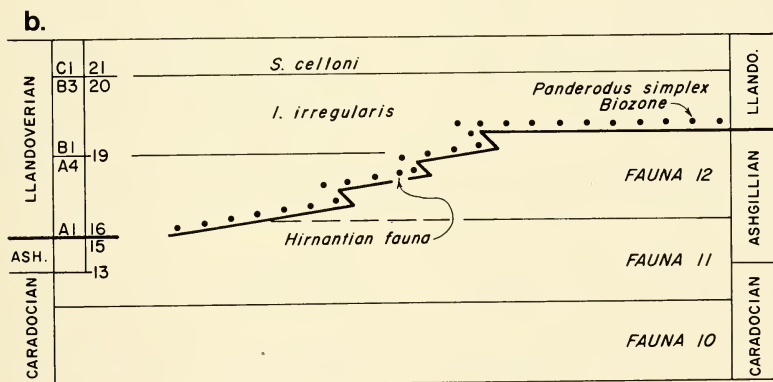 b.
C1 21 S. celloni
B3 20
Panderodus simplex
Biozone
I. irregularis
LLANDO.
LLANDOVERIAN
B1 19
A4
FAUNA 12
ASHGILLIAN
A1 16
15
Hirnantian fauna
ASH.
13
FAUNA 11
CARADOCIAN
FAUNA 10
CARADOCIAN